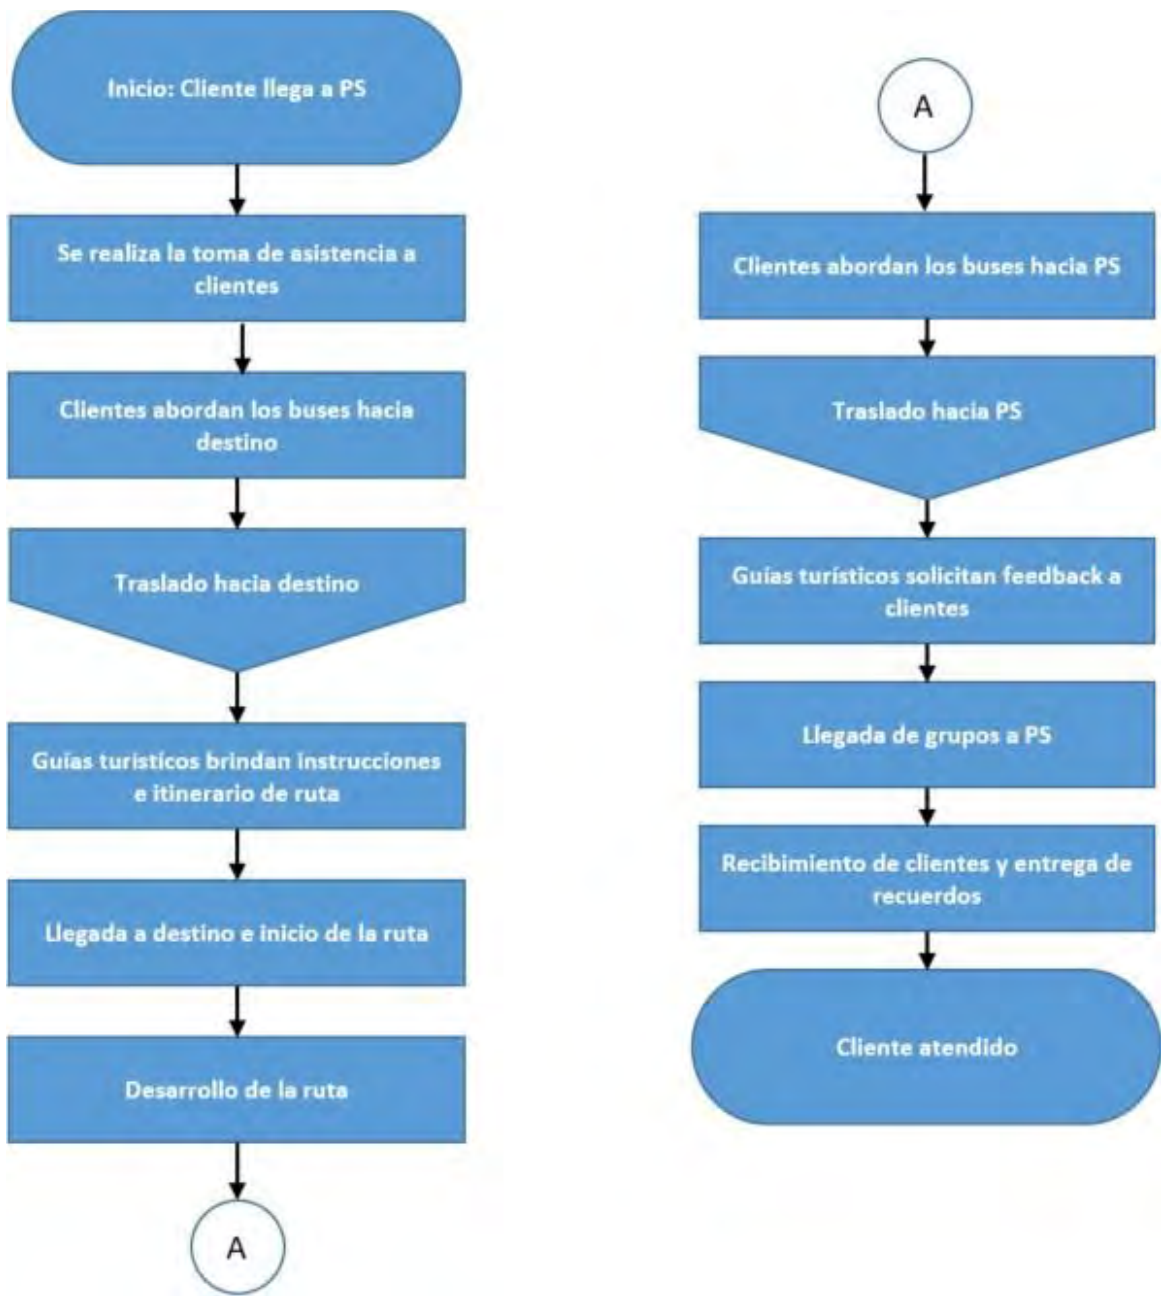 Inicio: Cliente llega a PS
Se realiza la toma de asistencia a
clientes
Clientes abordan los buses hacia
destino
Traslado hacia destino
Guías turísticos brindan instrucciones
e itinerario de ruta
Llegada a destino e inicio de la ruta
Desarrollo de la ruta
A
A
Clientes abordan los buses hacia PS
Traslado hacia PS
Guías turísticos solicitan feedback a
clientes
Llegada de grupos a PS
Recibimiento de clientes y entrega de
recuerdos
Cliente atendido